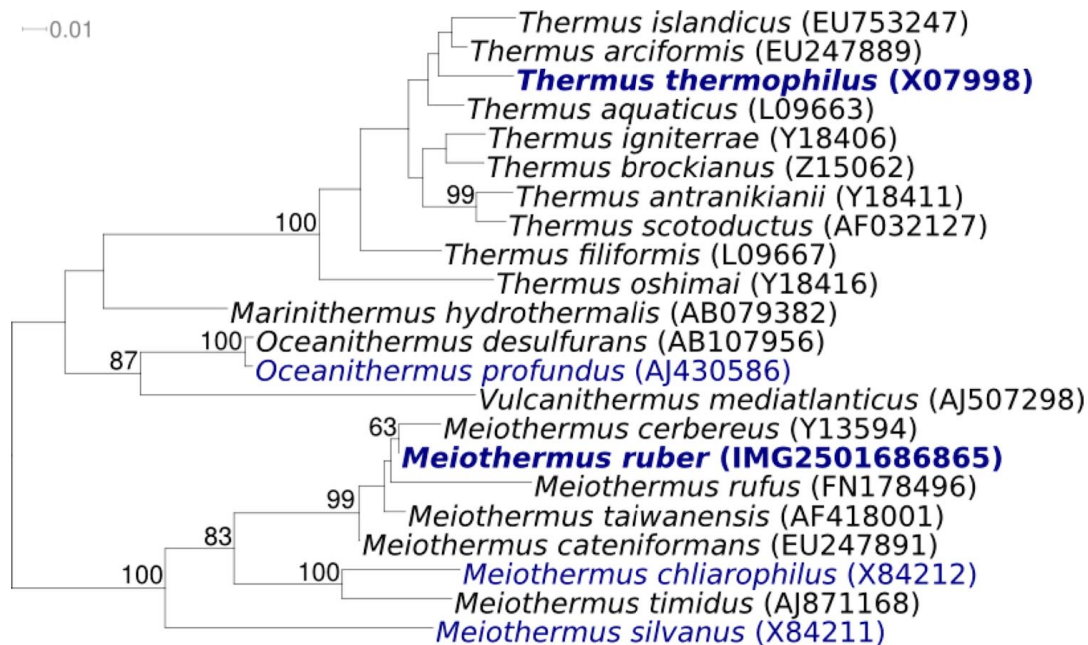 0.01
Thermus islandicus (EU753247)
Thermus arciformis (EU247889)
Thermus thermophilus (X07998)
Thermus aquaticus (L09663)
Thermus igniterrae (Y18406)
Thermus brockianus (Z15062)
99 Thermus antranikianii (Y18411)
Thermus scotoductus (AF032127)
100
Thermus filiformis (L09667)
Thermus oshimai (Y18416)
Marinithermus hydrothermalis (AB079382)
100 Oceanithermus desulfurans (AB107956)
87 Oceanithermus profundus (AJ430586)
Vulcanithermus mediatlanticus (AJ507298)
63 Meiothermus cerbereus (Y13594)
Meiothermus ruber (IMG2501686865)
Meiothermus rufus (FN178496)
99
Meiothermus taiwanensis (AF418001)
83 Meiothermus cateniformans (EU247891)
100 100 Meiothermus chliarophilus (X84212)
Meiothermus timidus (AJ871168)
Meiothermus silvanus (X84211)